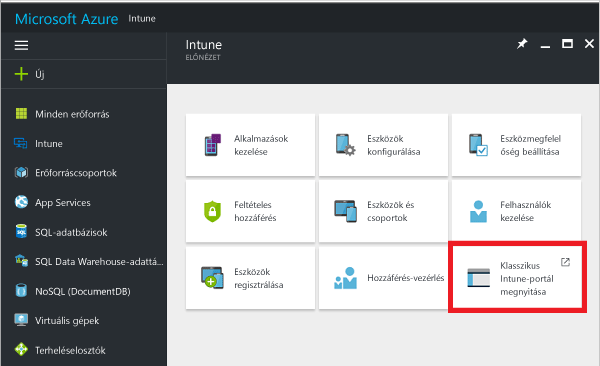 Microsoft Azure Intune
Intune
ELŐNÉZET
Új
Minden erőforrás
Intune
Erőforráscsoportok
App Services
SQL-adatbázisok
SQL Data Warehouse-adattá...
NoSQL (DocumentDB)
Virtuális gépek
Terheléselosztók
Alkalmazások
kezelése
Eszközök
konfigurálása
Eszközmegfelel
őség beállítása
Feltételes
hozzáférés
Eszközök és
csoportok
Felhasználók
kezelése
Eszközök
regisztrálása
Hozzáférés-vezérlés
Klasszikus
Intune-portál
megnyitása